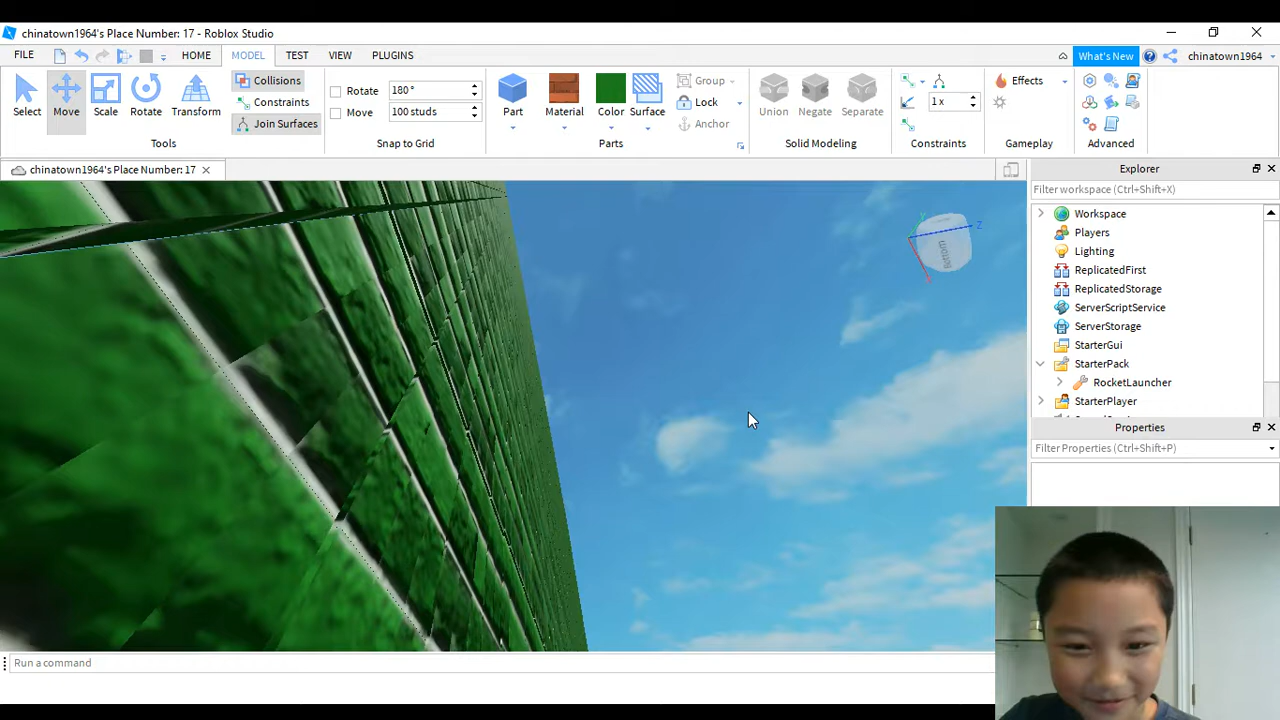 chinatown1964's Place Number: 17 - Roblox Studio
FILE HOME MODEL TEST VIEW PLUGINS What's New chinatown1964
Select Move Scale Rotate Transform
Collisions
Constraints
Join Surfaces
Tools
Rotate 180°
Move 100 studs
Snap to Grid
Part Material Color Surface
Group
Lock
Anchor
Parts
Union Negate Separate
Solid Modeling
1 x
Constraints
Effects
Gameplay
Advanced
chinatown1964's Place Number: 17
Explorer
Filter workspace (Ctrl+Shift+X)
Workspace
Players
Lighting
ReplicatedFirst
ReplicatedStorage
ServerScriptService
ServerStorage
StarterGui
StarterPack
RocketLauncher
StarterPlayer
Properties
Filter Properties (Ctrl+Shift+P)
Y
Z
Bottom
Run a command